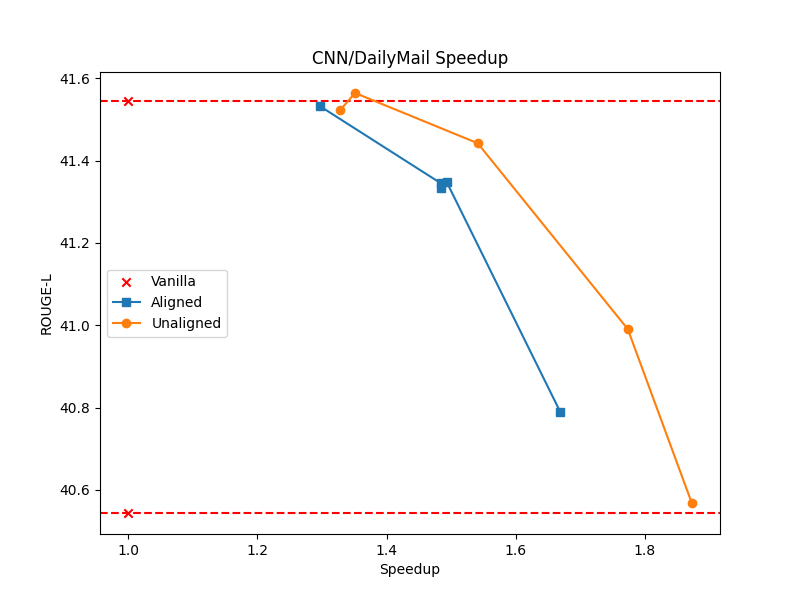 CNN/DailyMail Speedup
41.6
41.4
41.2
41.0
40.8
40.6
ROUGE-L
Vanilla
Aligned
Unaligned
1.0 1.2 1.4 1.6 1.8
Speedup